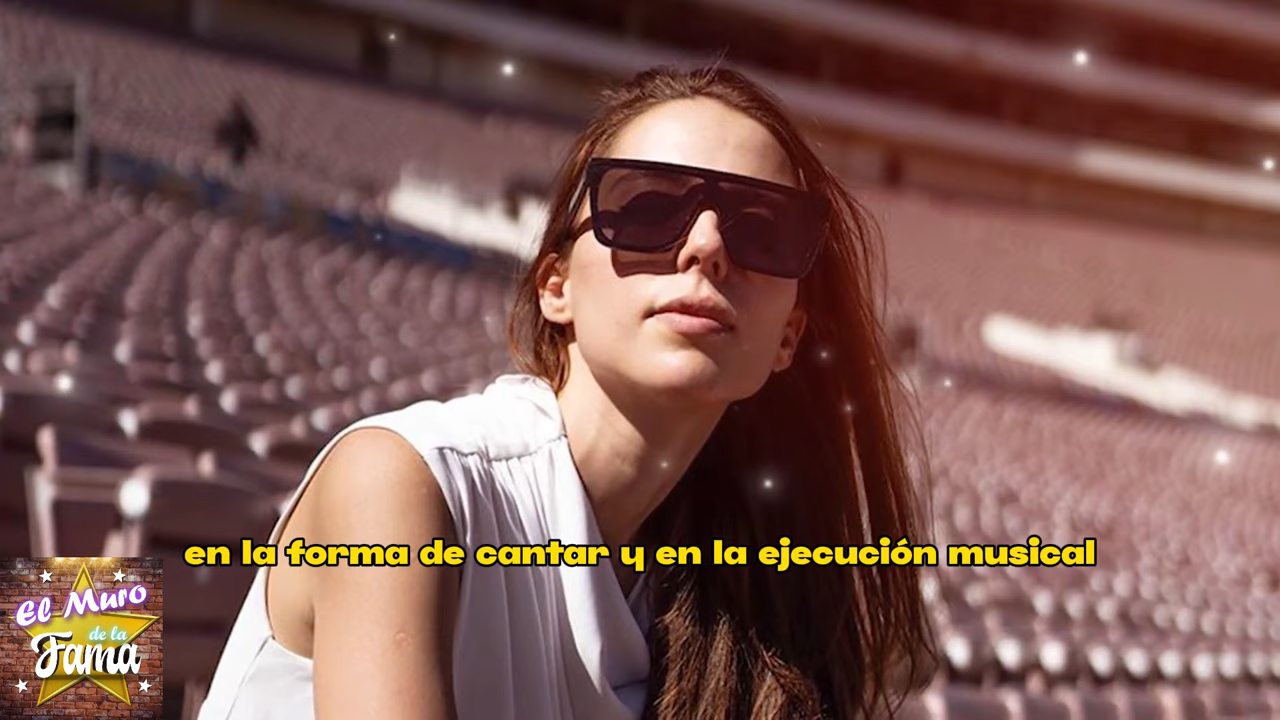 en la forma de cantar y en la ejecución musical
El Muro
de la
Fama